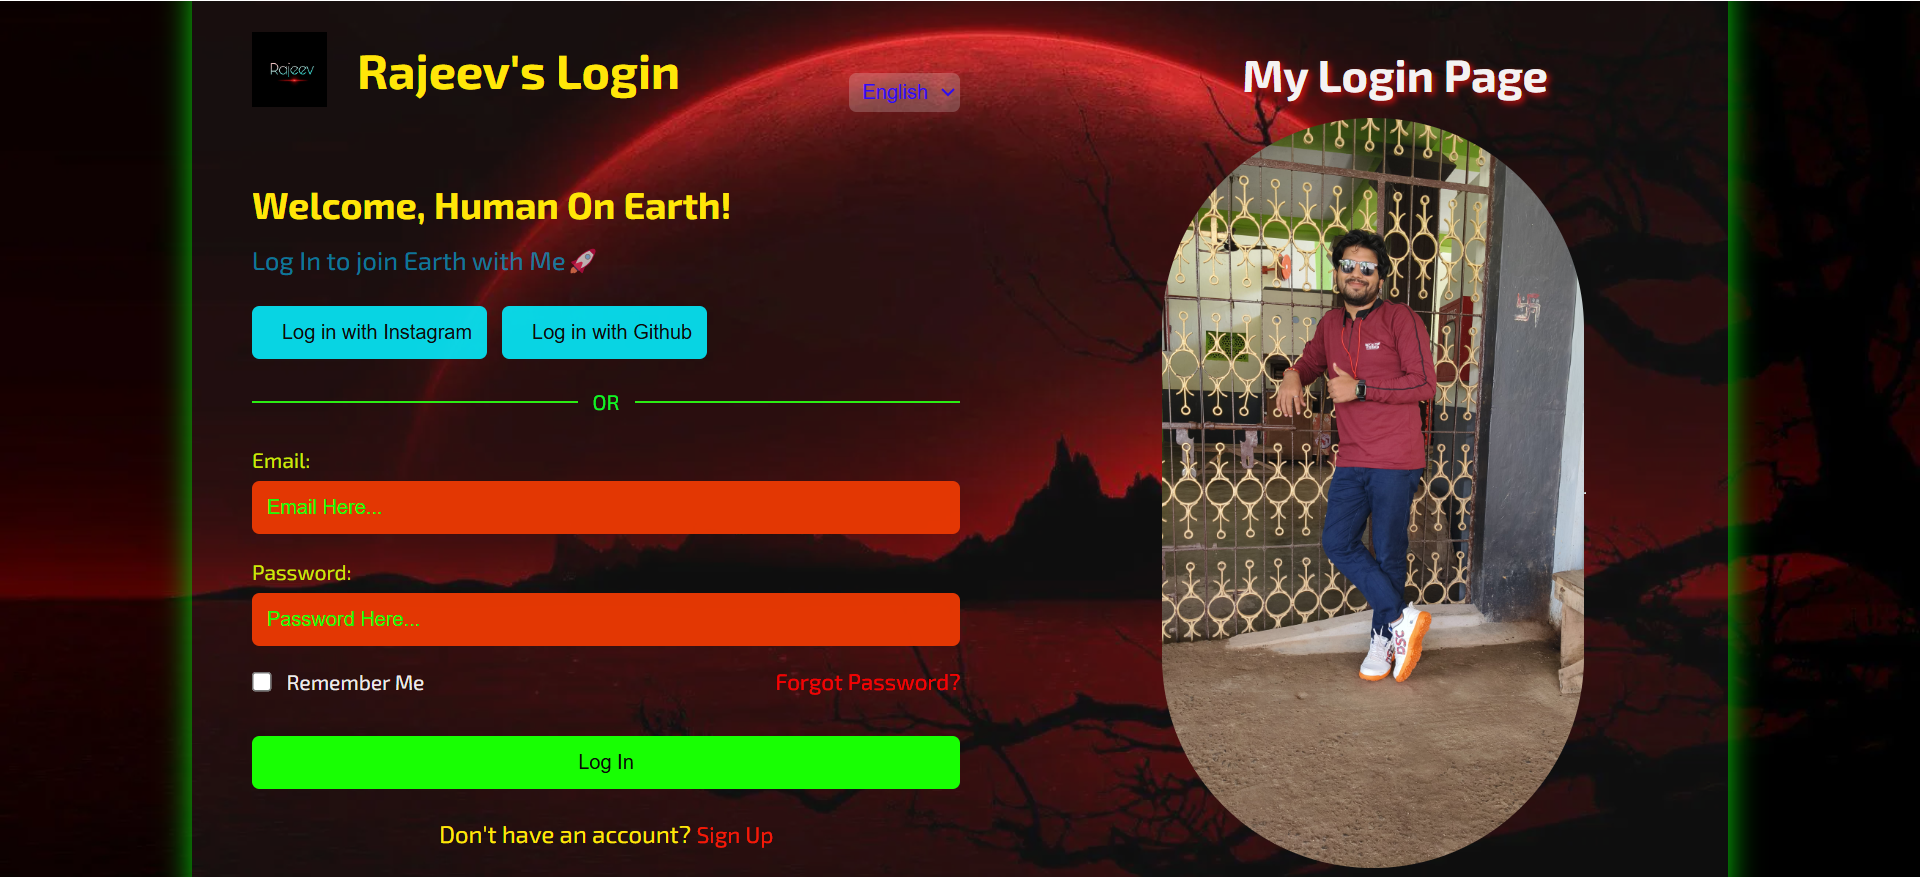 Rajeev
Rajeev's Login
English
My Login Page
Welcome, Human On Earth!
Log In to join Earth with Me🚀
Log in with Instagram
Log in with Github
OR
Email:
Email Here...
Password:
Password Here...
Remember Me
Forgot Password?
Log In
Don't have an account? Sign Up
DSC